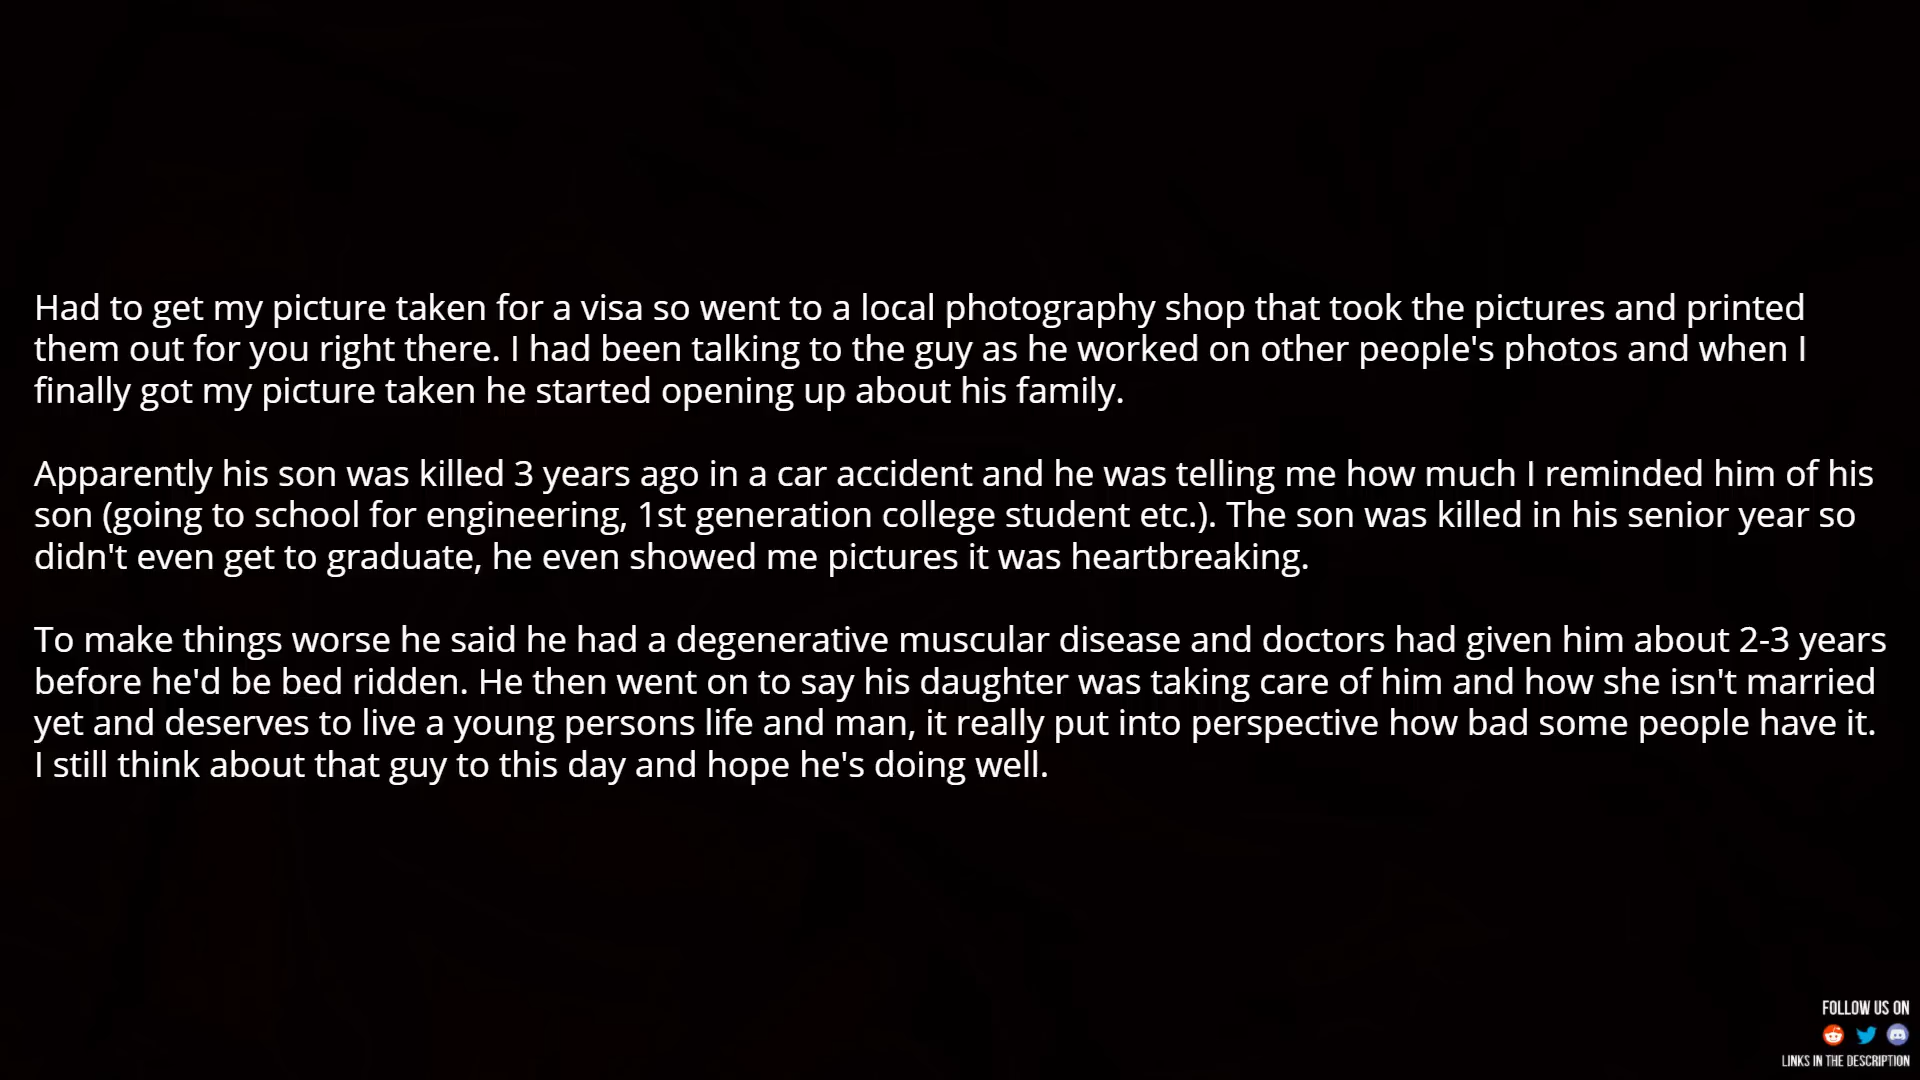 Had to get my picture taken for a visa so went to a local photography shop that took the pictures and printed
them out for you right there. I had been talking to the guy as he worked on other people's photos and when I
finally got my picture taken he started opening up about his family.
Apparently his son was killed 3 years ago in a car accident and he was telling me how much I reminded him of his
son (going to school for engineering, 1st generation college student etc.). The son was killed in his senior year so
didn't even get to graduate, he even showed me pictures it was heartbreaking.
To make things worse he said he had a degenerative muscular disease and doctors had given him about 2-3 years
before he'd be bed ridden. He then went on to say his daughter was taking care of him and how she isn't married
yet and deserves to live a young persons life and man, it really put into perspective how bad some people have it.
I still think about that guy to this day and hope he's doing well.
FOLLOW US ON
LINKS IN THE DESCRIPTION